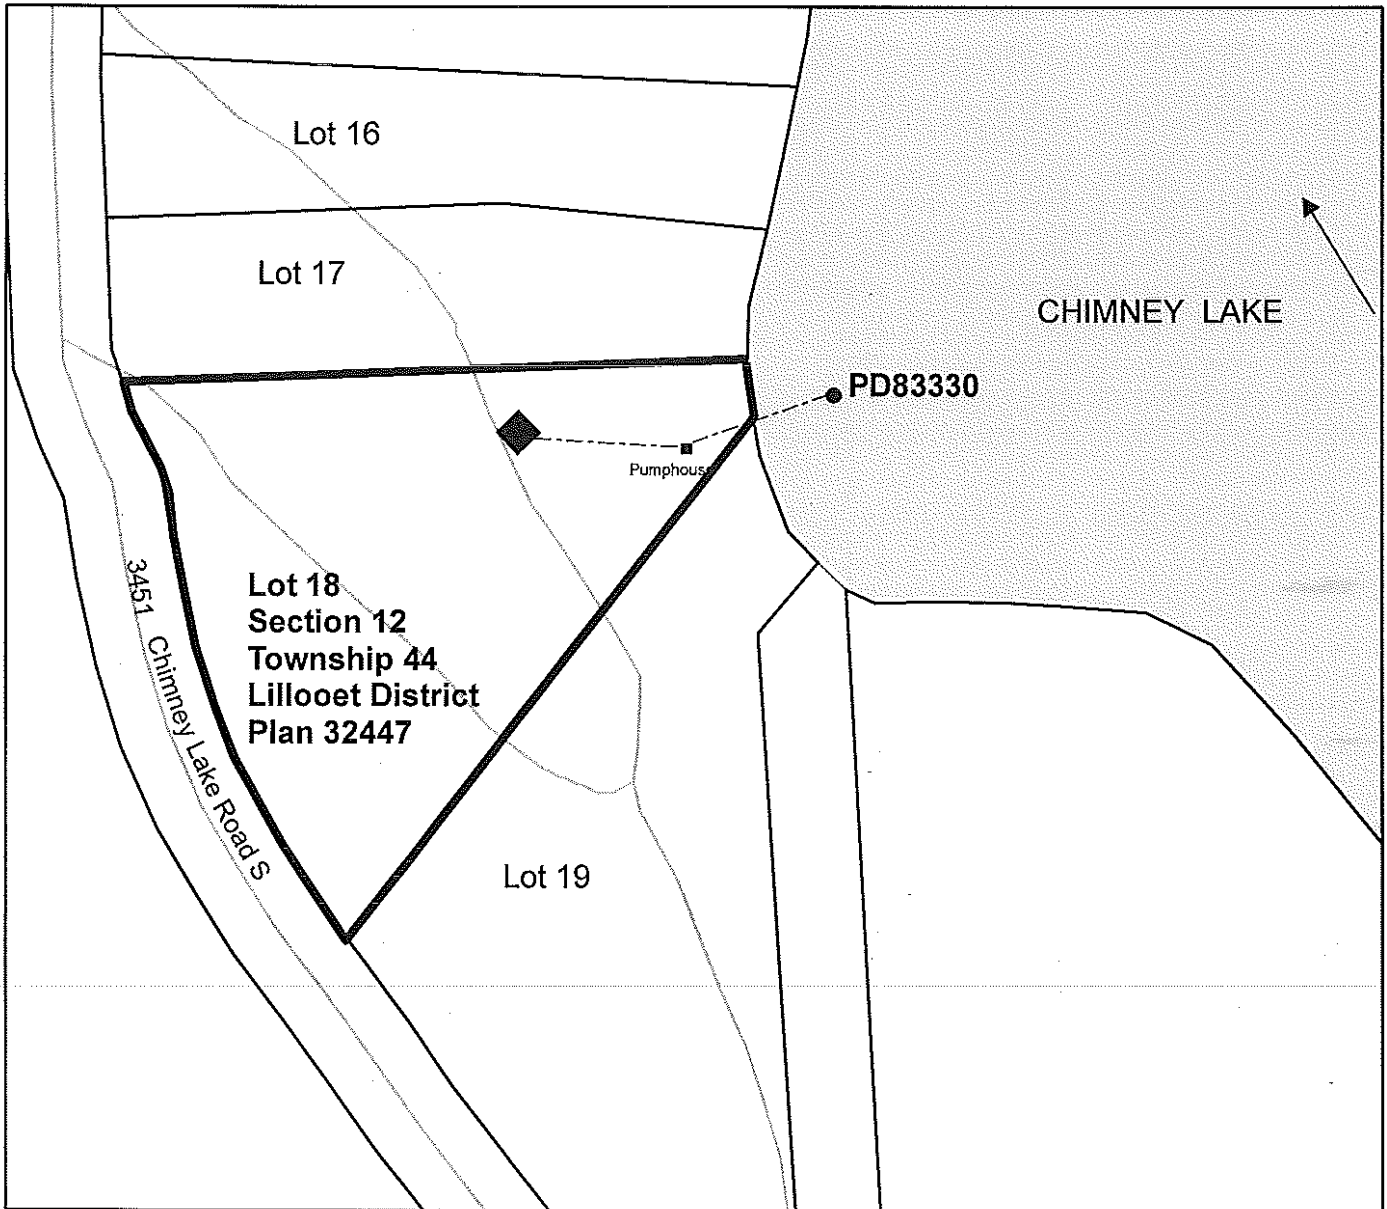 Lot 16
Lot 17
CHIMNEY LAKE
PD83330
Pumphouse
Lot 18
Section 12
Township 44
Lillooet District
Plan 32447
3451 Chimney Lake Road S
Lot 19